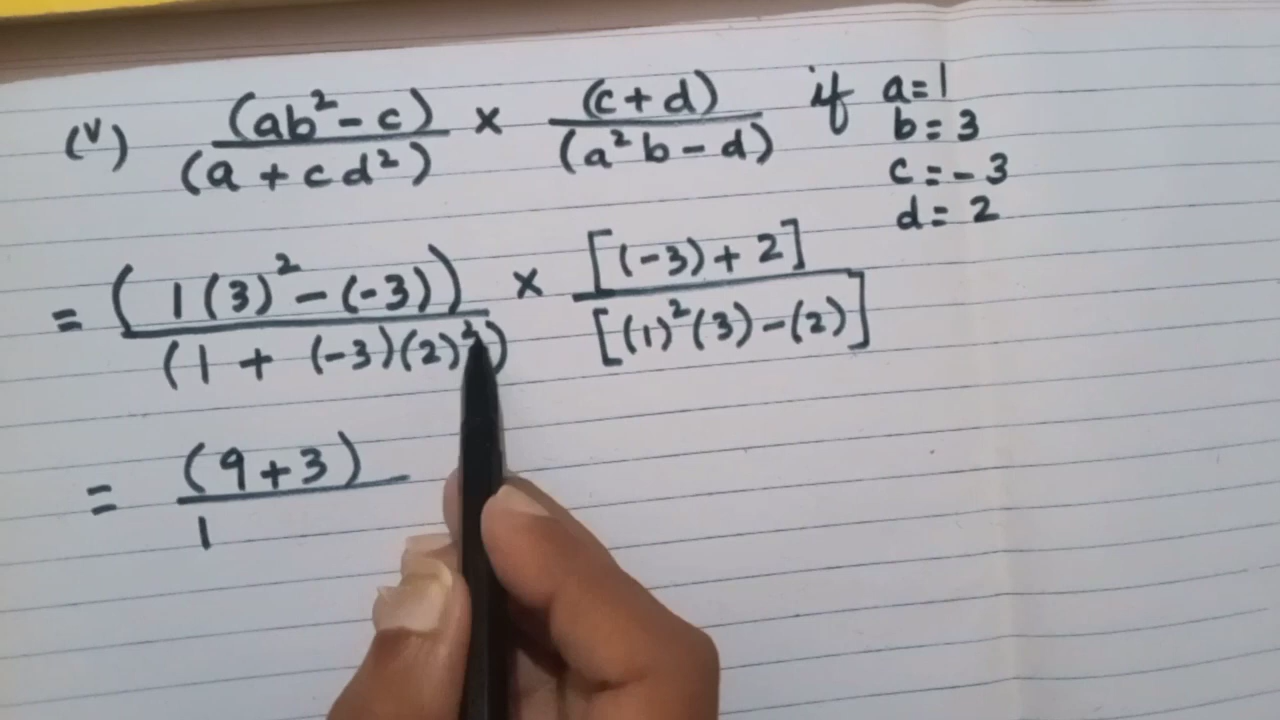 (v) (ab² - c) / (a + cd²) × (c + d) / (a²b - d) if a = 1
b = 3
c = -3
d = 2
= (1(3)² - (-3)) / (1 + (-3)(2)²) × [(-3) + 2] / [(1)²(3) - (2)]
= (9 + 3) / 1